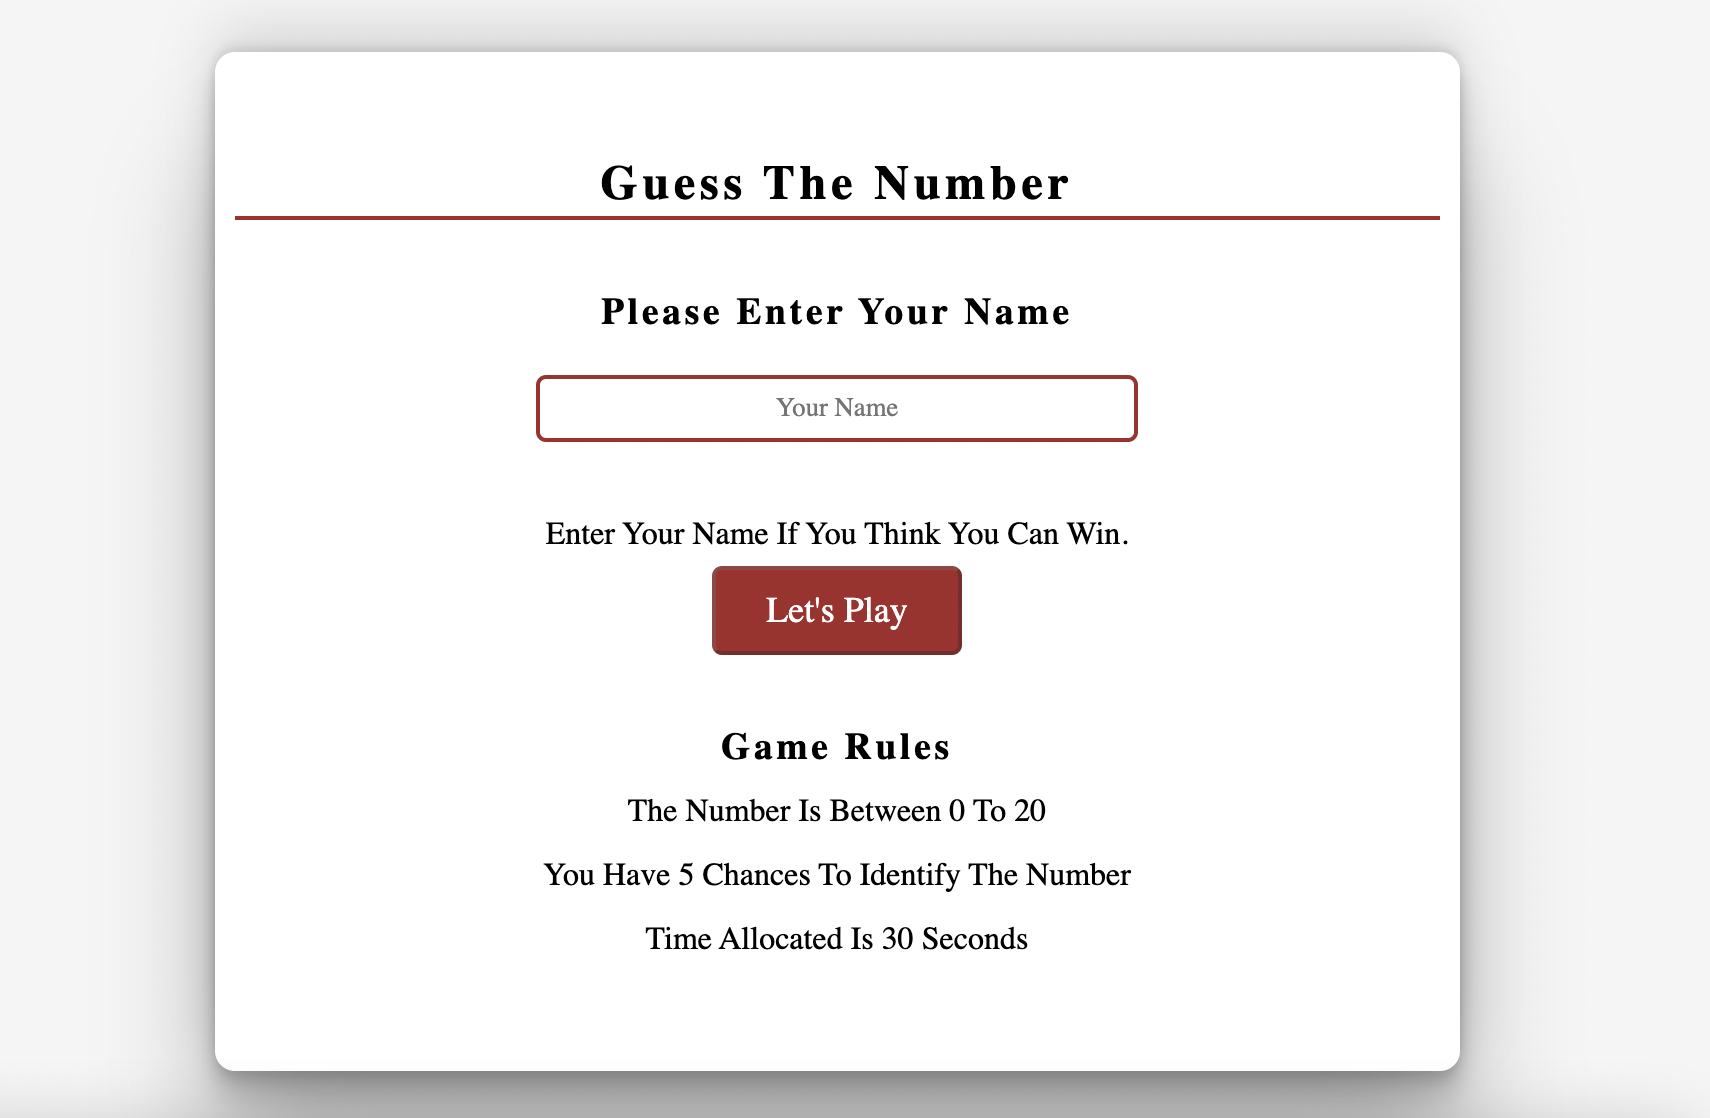 Guess The Number
Please Enter Your Name
Your Name
Enter Your Name If You Think You Can Win.
Let's Play
Game Rules
The Number Is Between 0 To 20
You Have 5 Chances To Identify The Number
Time Allocated Is 30 Seconds